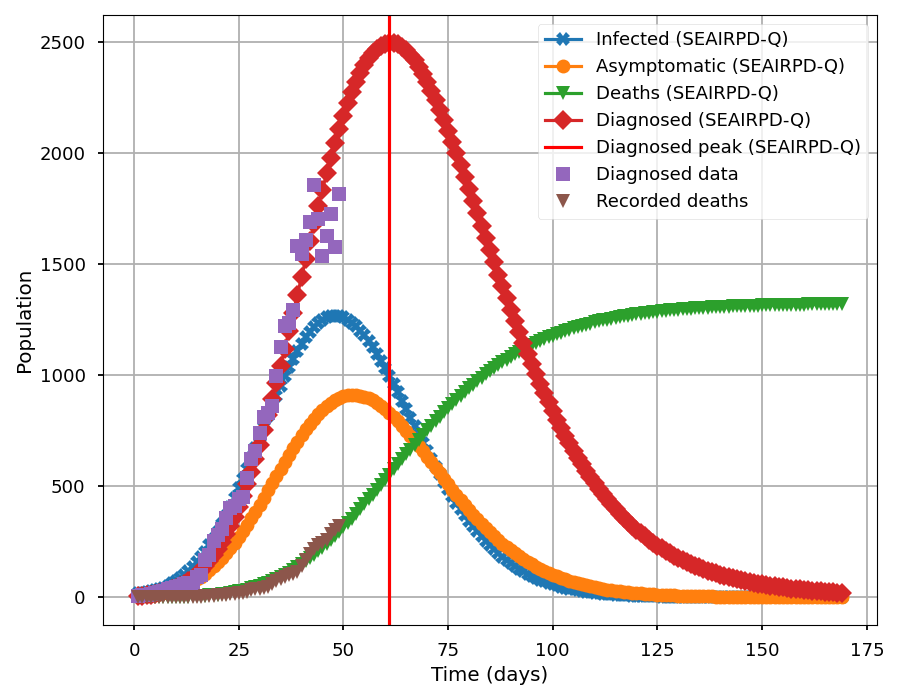 2500
2000
1500
1000
500
0
Population
0 25 50 75 100 125 150 175
Time (days)
Infected (SEAIRPD-Q)
Asymptomatic (SEAIRPD-Q)
Deaths (SEAIRPD-Q)
Diagnosed (SEAIRPD-Q)
Diagnosed peak (SEAIRPD-Q)
Diagnosed data
Recorded deaths